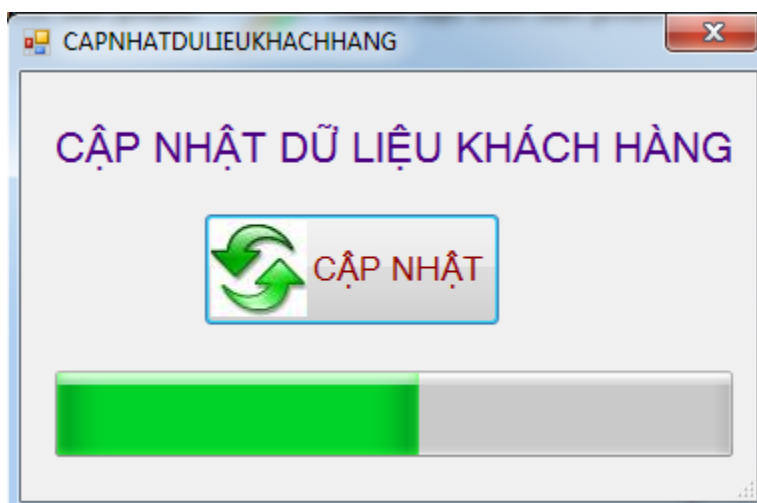 CAPNHATDULIEUKHACHHANG
CẬP NHẬT DỮ LIỆU KHÁCH HÀNG
CẬP NHẬT